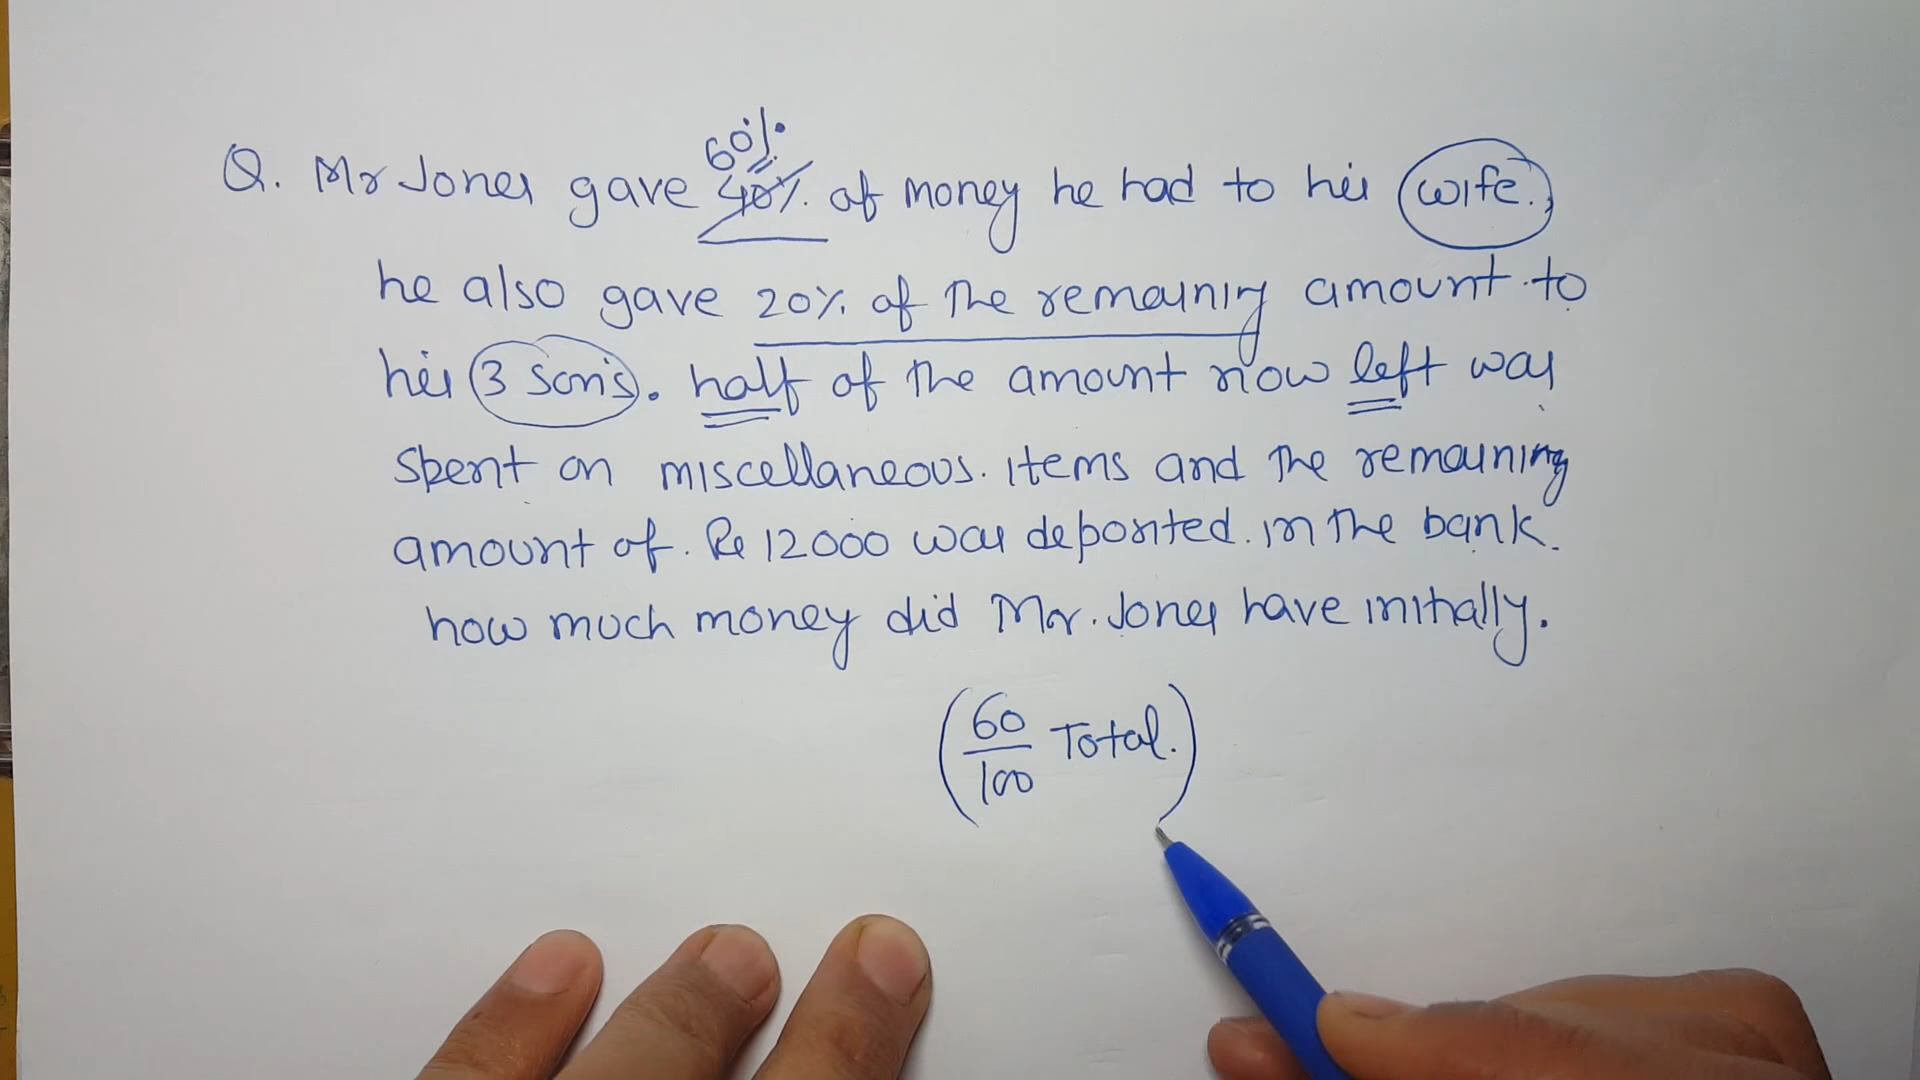 60%
Q. Mr Jones gave 40% of money he had to his wife.
he also gave 20% of the remaining amount to
his 3 son's. half of the amount now left was
spent on miscellaneous. items and the remaining
amount of. Rs 12000 was deposited. in the bank.
how much money did Mr. Jones have initially.
(60/100 Total.)